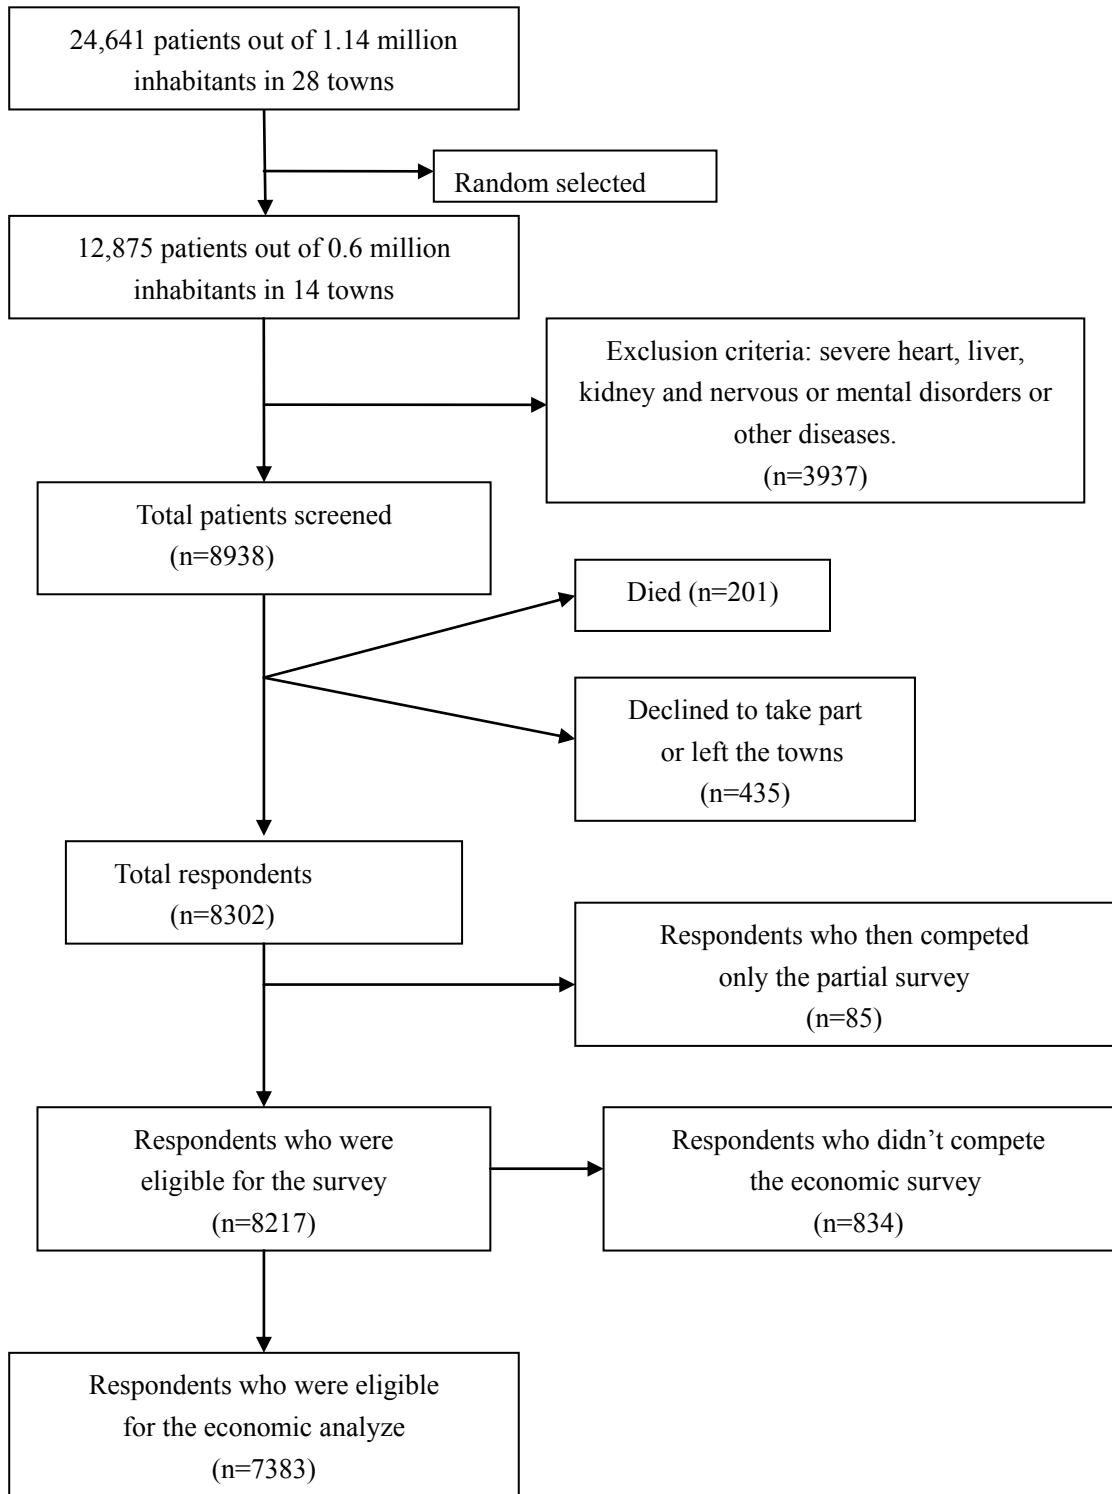 24,641 patients out of 1.14 million
inhabitants in 28 towns
Random selected
12,875 patients out of 0.6 million
inhabitants in 14 towns
Exclusion criteria: severe heart, liver,
kidney and nervous or mental disorders or
other diseases.
(n=3937)
Total patients screened
(n=8938)
Died (n=201)
Declined to take part
or left the towns
(n=435)
Total respondents
(n=8302)
Respondents who then competed
only the partial survey
(n=85)
Respondents who were
eligible for the survey
(n=8217)
Respondents who didn’t compete
the economic survey
(n=834)
Respondents who were eligible
for the economic analyze
(n=7383)